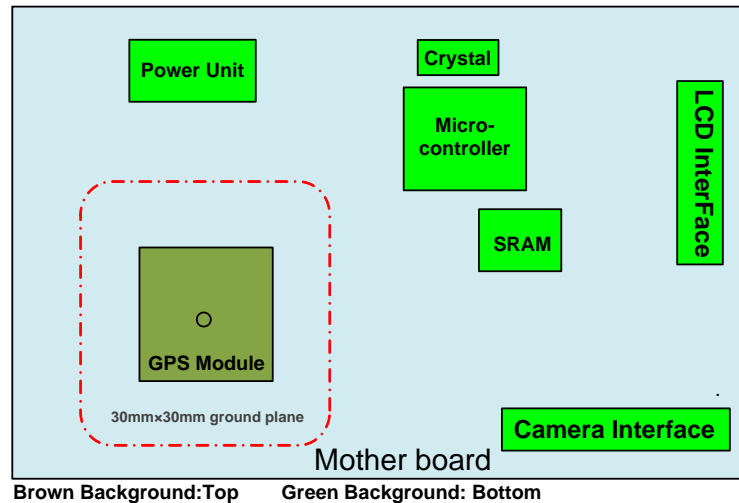 Power Unit
Crystal
Micro-
controller
LCD InterFace
SRAM
GPS Module
30mm×30mm ground plane
Camera Interface
Mother board
Brown Background:Top
Green Background: Bottom